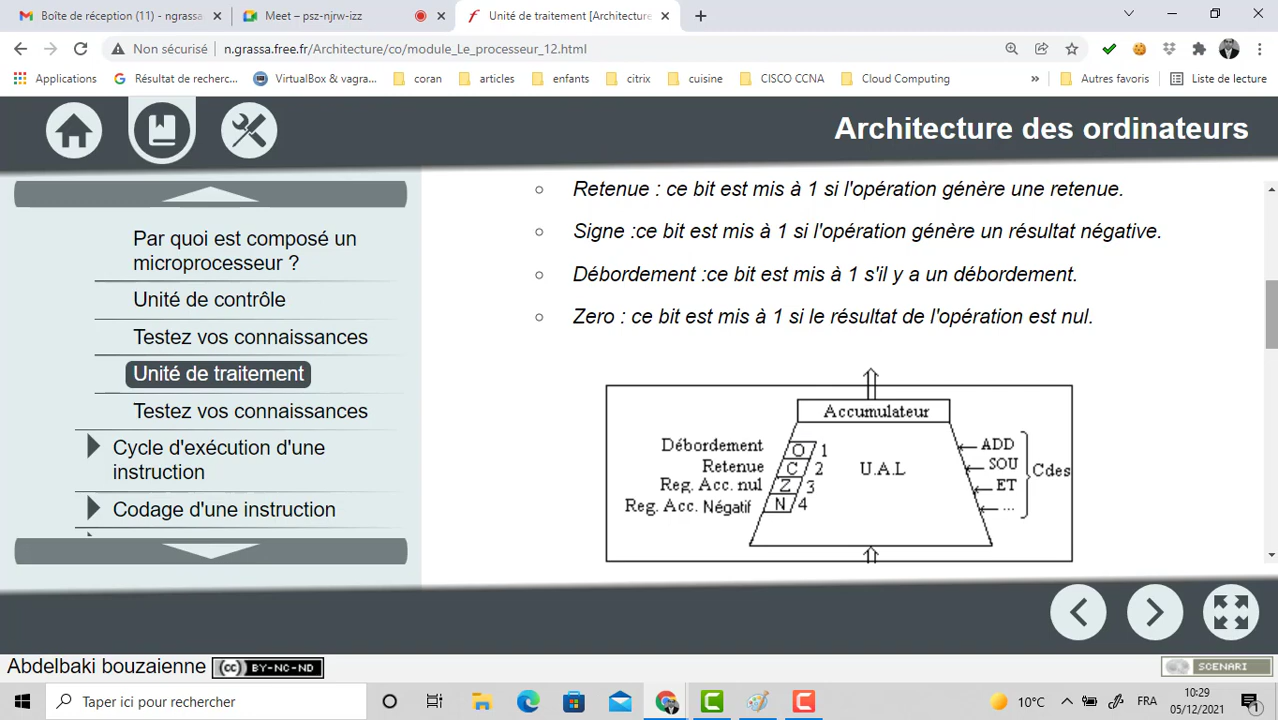 Boîte de réception (11) - ngrassa
Meet – psz-njrw-izz
Unité de traitement [Architecture
Non sécurisé | n.grassa.free.fr/Architecture/co/module_Le_processeur_12.html
Applications
Résultat de recherc...
VirtualBox & vagra...
coran
articles
enfants
citrix
cuisine
CISCO CCNA
Cloud Computing
»
Autres favoris
Liste de lecture
Architecture des ordinateurs
Par quoi est composé un
microprocesseur ?
Unité de contrôle
Testez vos connaissances
Unité de traitement
Testez vos connaissances
Cycle d'exécution d'une
instruction
Codage d'une instruction
Retenue : ce bit est mis à 1 si l'opération génère une retenue.
Signe :ce bit est mis à 1 si l'opération génère un résultat négative.
Débordement :ce bit est mis à 1 s'il y a un débordement.
Zero : ce bit est mis à 1 si le résultat de l'opération est nul.
Accumulateur
Débordement O 1
Retenue C 2
Reg. Acc. nul Z 3
Reg. Acc. Négatif N 4
U.A.L
ADD
SOU
ET
...
Cdes
Abdelbaki bouzaienne
cc BY-NC-ND
SCENARI
Taper ici pour rechercher
10°C
FRA
10:29
05/12/2021
1